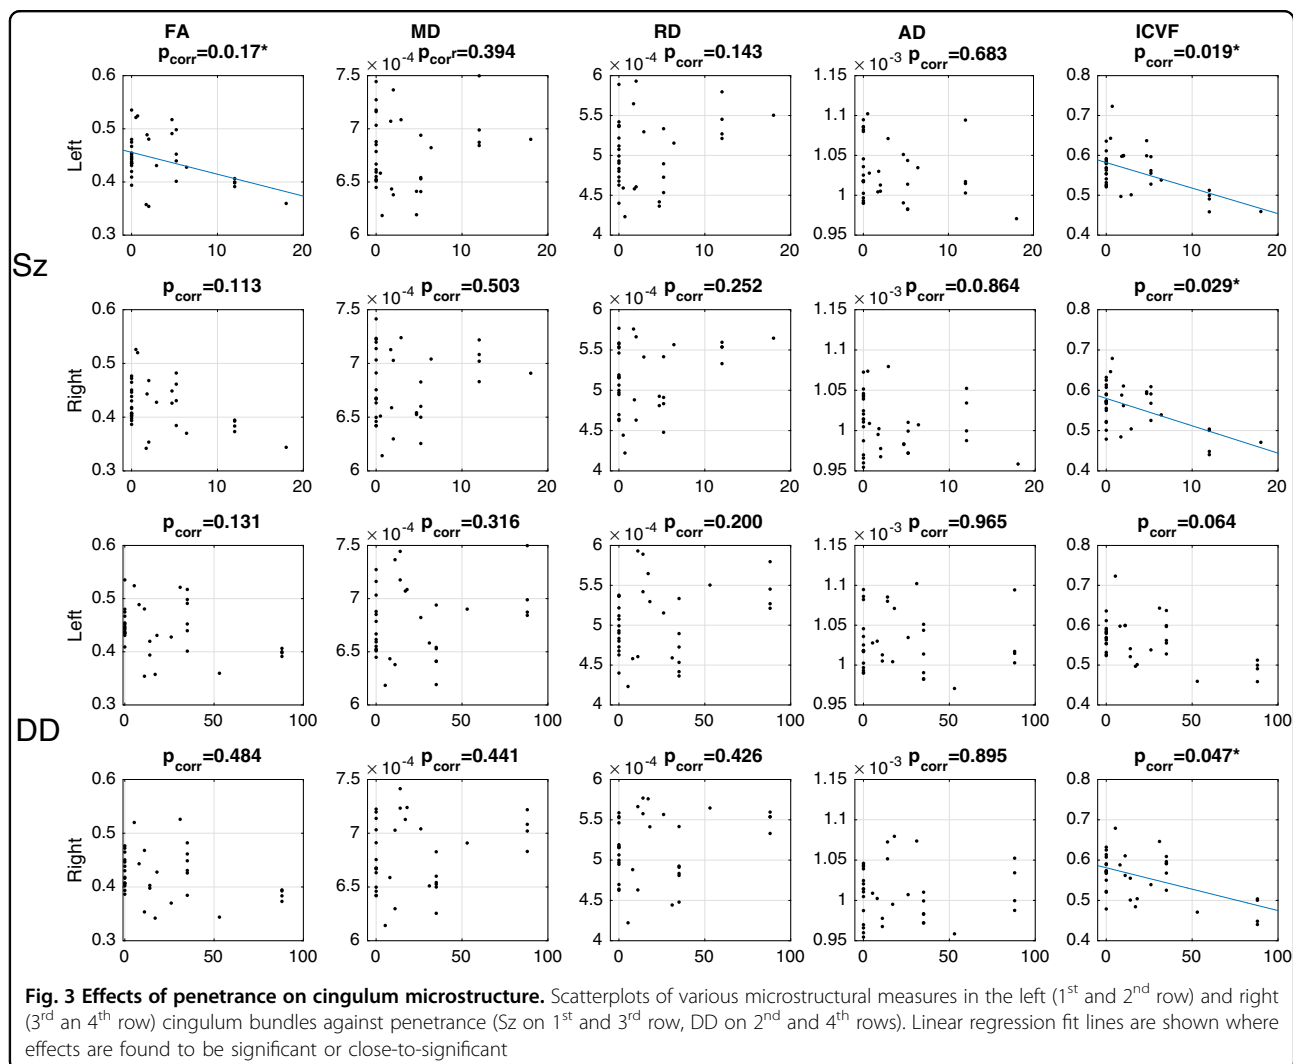 FA MD RD AD ICVF
pcorr=0.0.17* pcorr=0.394 pcorr=0.143 pcorr=0.683 pcorr=0.019*
× 10-4 × 10-4 × 10-3
0.6 7.5 6 1.15 0.8
0.5 7 5.5 1.1 0.7
Left 5 1.05 0.6
0.4 6.5 4.5 1 0.5
0.3 6 4 0.95 0.4
0 10 20 0 10 20 0 10 20 0 10 20 0 10 20
Sz
pcorr=0.113 pcorr=0.503 pcorr=0.252 pcorr=0.0.864 pcorr=0.029*
× 10-4 × 10-4 × 10-3
0.6 7.5 6 1.15 0.8
0.5 7 5.5 1.1 0.7
Right 5 1.05 0.6
0.4 6.5 4.5 1 0.5
0.3 6 4 0.95 0.4
0 10 20 0 10 20 0 10 20 0 10 20 0 10 20
pcorr=0.131 pcorr=0.316 pcorr=0.200 pcorr=0.965 pcorr=0.064
× 10-4 × 10-4 × 10-3
0.6 7.5 6 1.15 0.8
0.5 7 5.5 1.1 0.7
Left 5 1.05 0.6
0.4 6.5 4.5 1 0.5
0.3 6 4 0.95 0.4
0 50 100 0 50 100 0 50 100 0 50 100 0 50 100
DD
pcorr=0.484 pcorr=0.441 pcorr=0.426 pcorr=0.895 pcorr=0.047*
× 10-4 × 10-4 × 10-3
0.6 7.5 6 1.15 0.8
0.5 7 5.5 1.1 0.7
Right 5 1.05 0.6
0.4 6.5 4.5 1 0.5
0.3 6 4 0.95 0.4
0 50 100 0 50 100 0 50 100 0 50 100 0 50 100
Fig. 3 Effects of penetrance on cingulum microstructure. Scatterplots of various microstructural measures in the left (1st and 2nd row) and right
(3rd an 4th row) cingulum bundles against penetrance (Sz on 1st and 3rd row, DD on 2nd and 4th rows). Linear regression fit lines are shown where
effects are found to be significant or close-to-significant